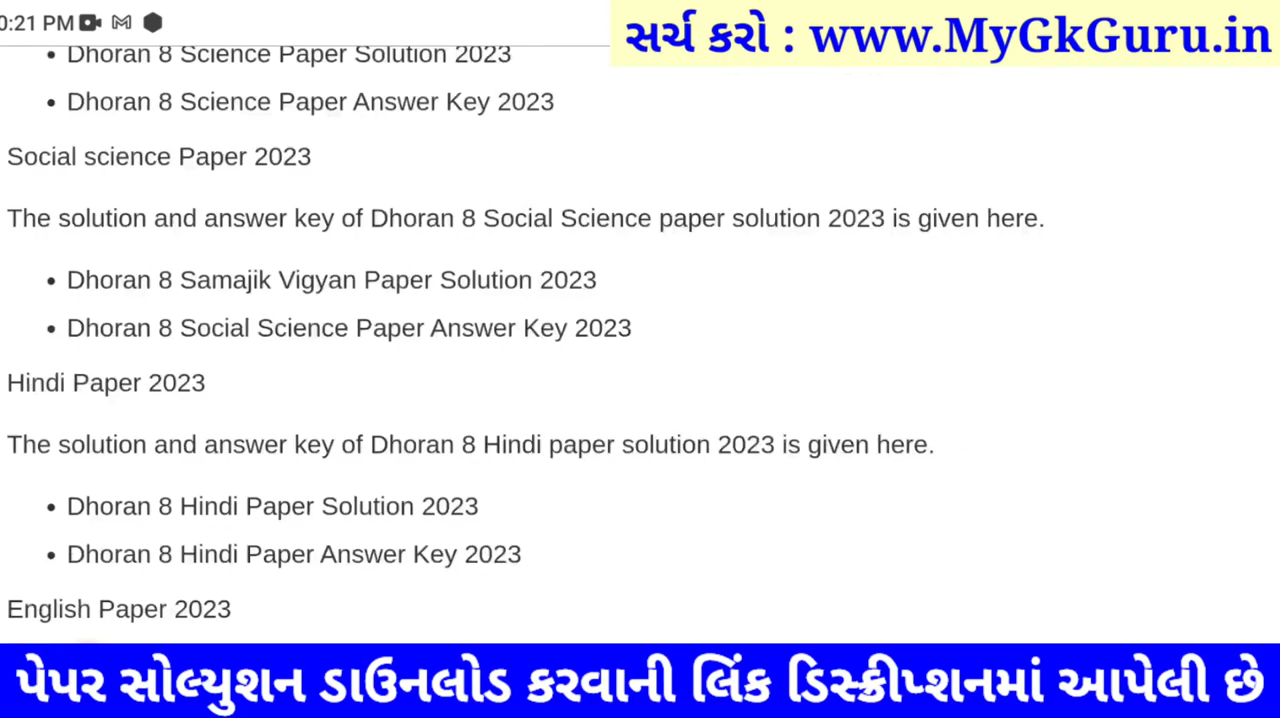 0:21 PM
સર્ચ કરો : www.MyGkGuru.in
• Dhoran 8 Science Paper Solution 2023
• Dhoran 8 Science Paper Answer Key 2023
Social science Paper 2023
The solution and answer key of Dhoran 8 Social Science paper solution 2023 is given here.
• Dhoran 8 Samajik Vigyan Paper Solution 2023
• Dhoran 8 Social Science Paper Answer Key 2023
Hindi Paper 2023
The solution and answer key of Dhoran 8 Hindi paper solution 2023 is given here.
• Dhoran 8 Hindi Paper Solution 2023
• Dhoran 8 Hindi Paper Answer Key 2023
English Paper 2023
પેપર સોલ્યુશન ડાઉનલોડ કરવાની લિંક ડિસ્ક્રીપ્શનમાં આપેલી છે